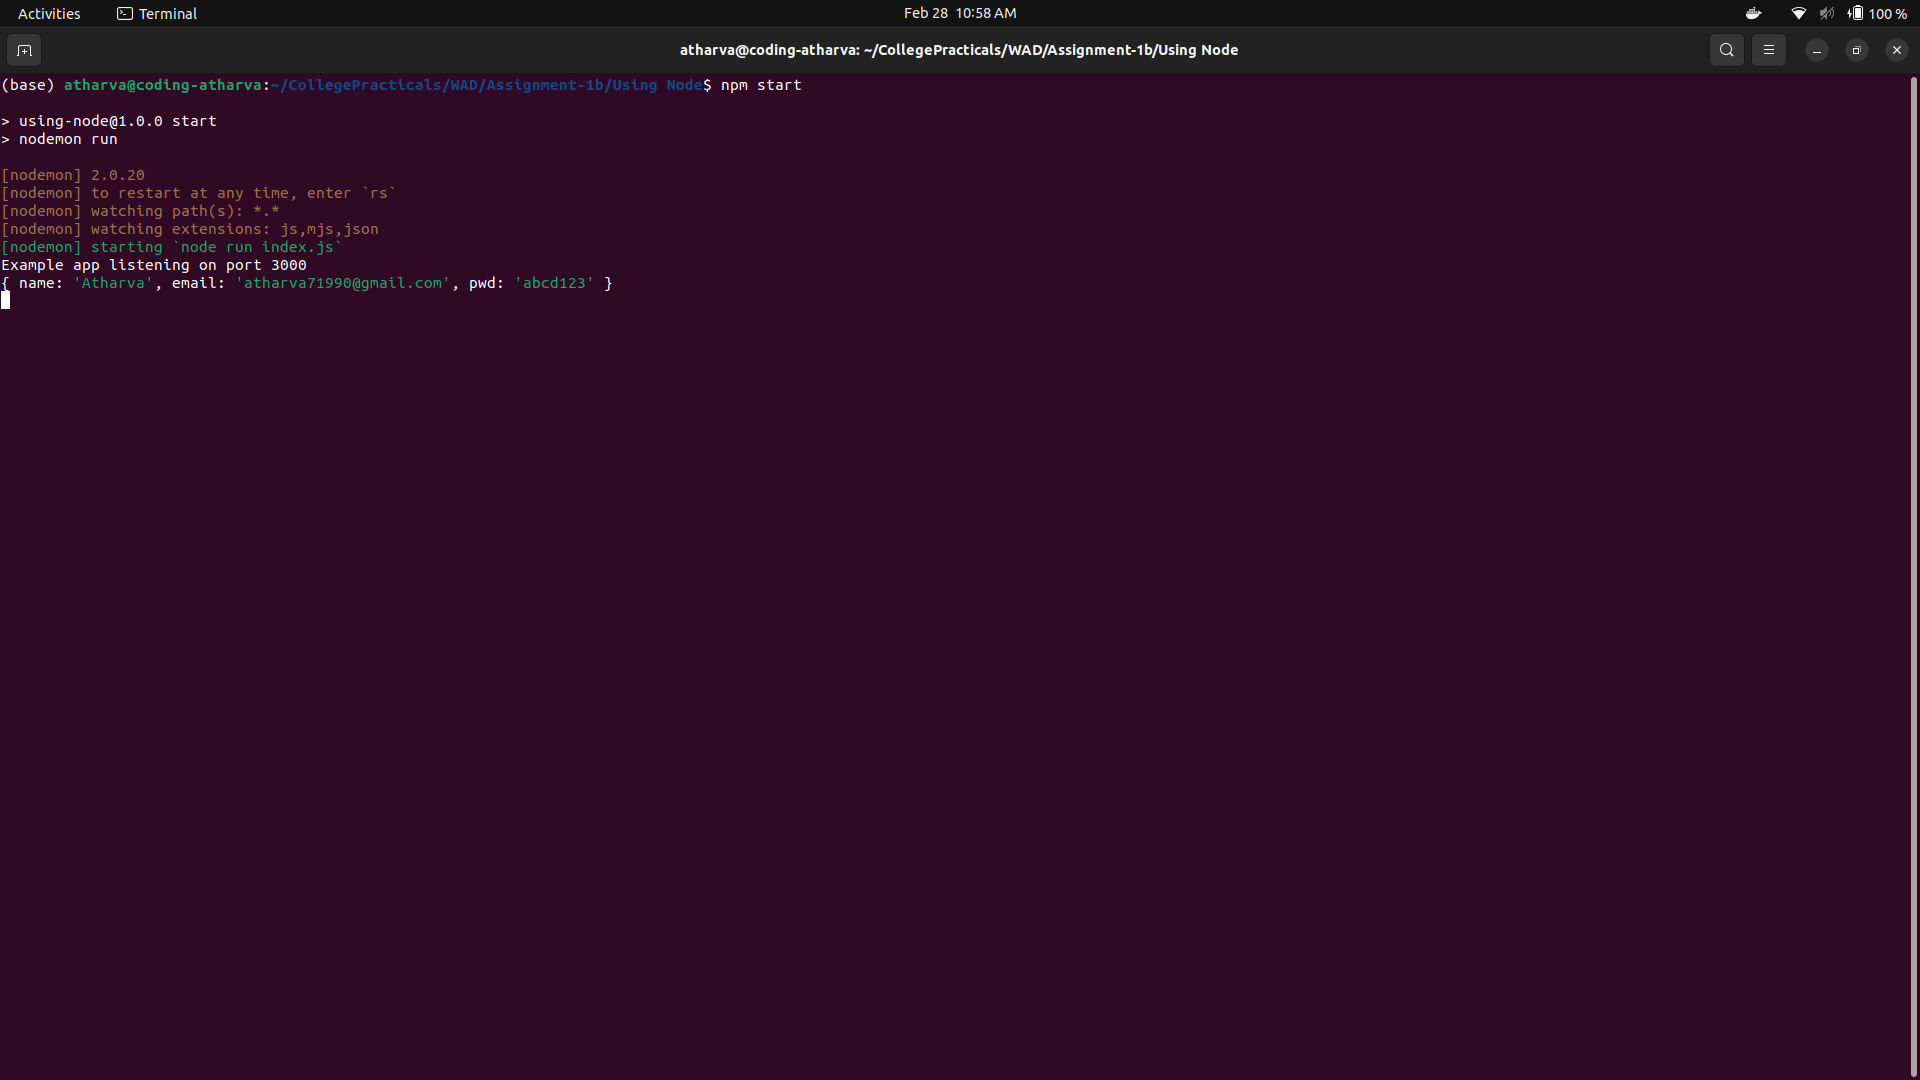 Activities Terminal Feb 28 10:58 AM 100 %
atharva@coding-atharva: ~/CollegePracticals/WAD/Assignment-1b/Using Node
(base) atharva@coding-atharva:~/CollegePracticals/WAD/Assignment-1b/Using Node$ npm start
> using-node@1.0.0 start
> nodemon run
[nodemon] 2.0.20
[nodemon] to restart at any time, enter `rs`
[nodemon] watching path(s): *.*
[nodemon] watching extensions: js,mjs,json
[nodemon] starting `node run index.js`
Example app listening on port 3000
{ name: 'Atharva', email: 'atharva71990@gmail.com', pwd: 'abcd123' }